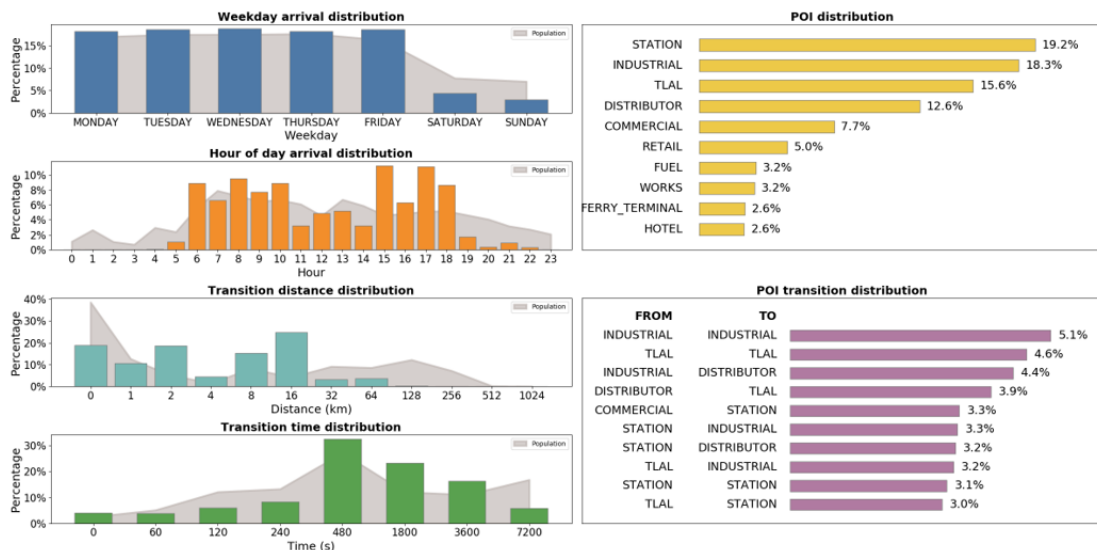 Weekday arrival distribution
Percentage
15%
10%
5%
0%
Population
MONDAY TUESDAY WEDNESDAY THURSDAY FRIDAY SATURDAY SUNDAY
Weekday
Hour of day arrival distribution
Percentage
10%
8%
6%
4%
2%
0%
Population
0 1 2 3 4 5 6 7 8 9 10 11 12 13 14 15 16 17 18 19 20 21 22 23
Hour
Transition distance distribution
Percentage
40%
30%
20%
10%
0%
Population
0 1 2 4 8 16 32 64 128 256 512 1024
Distance (km)
Transition time distribution
Percentage
30%
20%
10%
0%
Population
0 60 120 240 480 1800 3600 7200
Time (s)
POI distribution
STATION 19.2%
INDUSTRIAL 18.3%
TLAL 15.6%
DISTRIBUTOR 12.6%
COMMERCIAL 7.7%
RETAIL 5.0%
FUEL 3.2%
WORKS 3.2%
FERRY_TERMINAL 2.6%
HOTEL 2.6%
POI transition distribution
FROM TO
INDUSTRIAL INDUSTRIAL 5.1%
TLAL TLAL 4.6%
INDUSTRIAL DISTRIBUTOR 4.4%
DISTRIBUTOR TLAL 3.9%
COMMERCIAL STATION 3.3%
STATION INDUSTRIAL 3.3%
STATION DISTRIBUTOR 3.2%
TLAL INDUSTRIAL 3.2%
STATION STATION 3.1%
TLAL STATION 3.0%